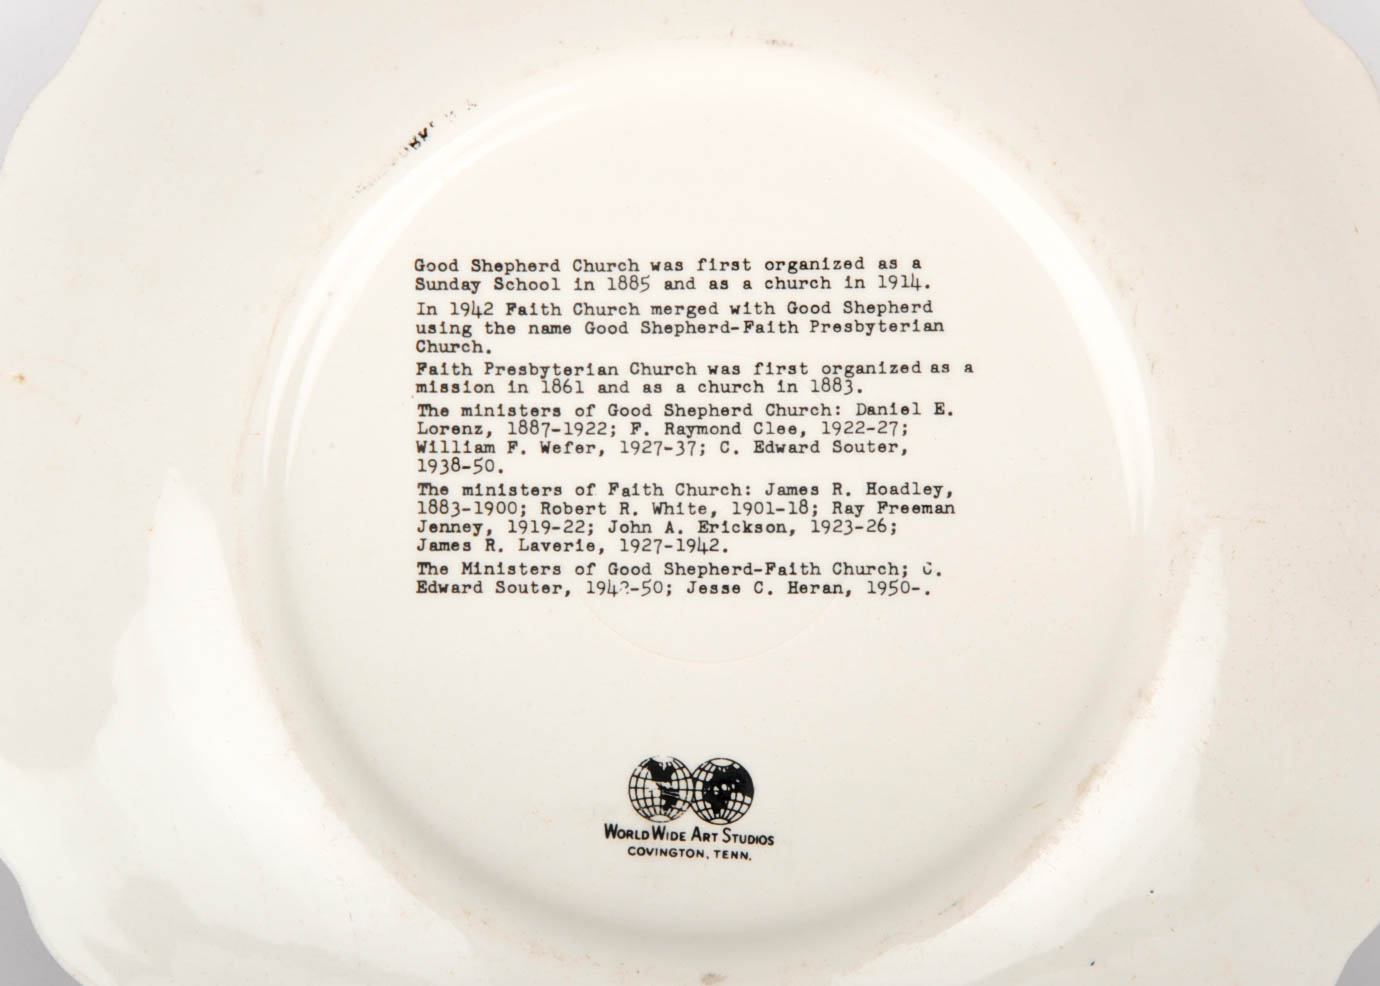 Good Shepherd Church was first organized as a
Sunday School in 1885 and as a church in 1914.
In 1942 Faith Church merged with Good Shepherd
using the name Good Shepherd-Faith Presbyterian
Church.
Faith Presbyterian Church was first organized as a
mission in 1861 and as a church in 1883.
The ministers of Good Shepherd Church: Daniel E.
Lorenz, 1887-1922; F. Raymond Clee, 1922-27;
William F. Wefer, 1927-37; C. Edward Souter,
1938-50.
The ministers of Faith Church: James R. Hoadley,
1883-1900; Robert R. White, 1901-18; Ray Freeman
Jenney, 1919-22; John A. Erickson, 1923-26;
James R. Laverie, 1927-1942.
The Ministers of Good Shepherd-Faith Church; C.
Edward Souter, 1942-50; Jesse C. Heran, 1950-.
WORLD WIDE ART STUDIOS
COVINGTON, TENN.